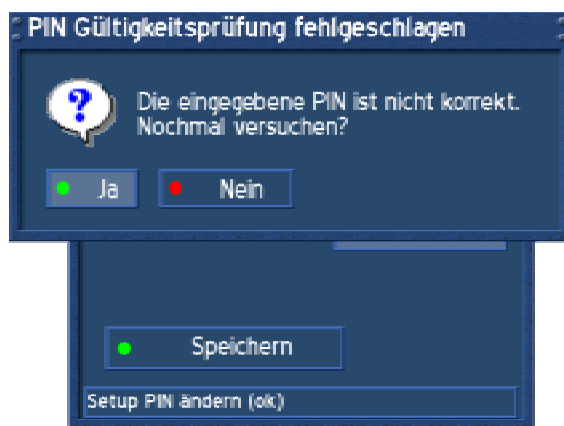 PIN Gültigkeitsprüfung fehlgeschlagen
Die eingegebene PIN ist nicht korrekt.
Nochmal versuchen?
Ja
Nein
Speichern
Setup PIN ändern (ok)